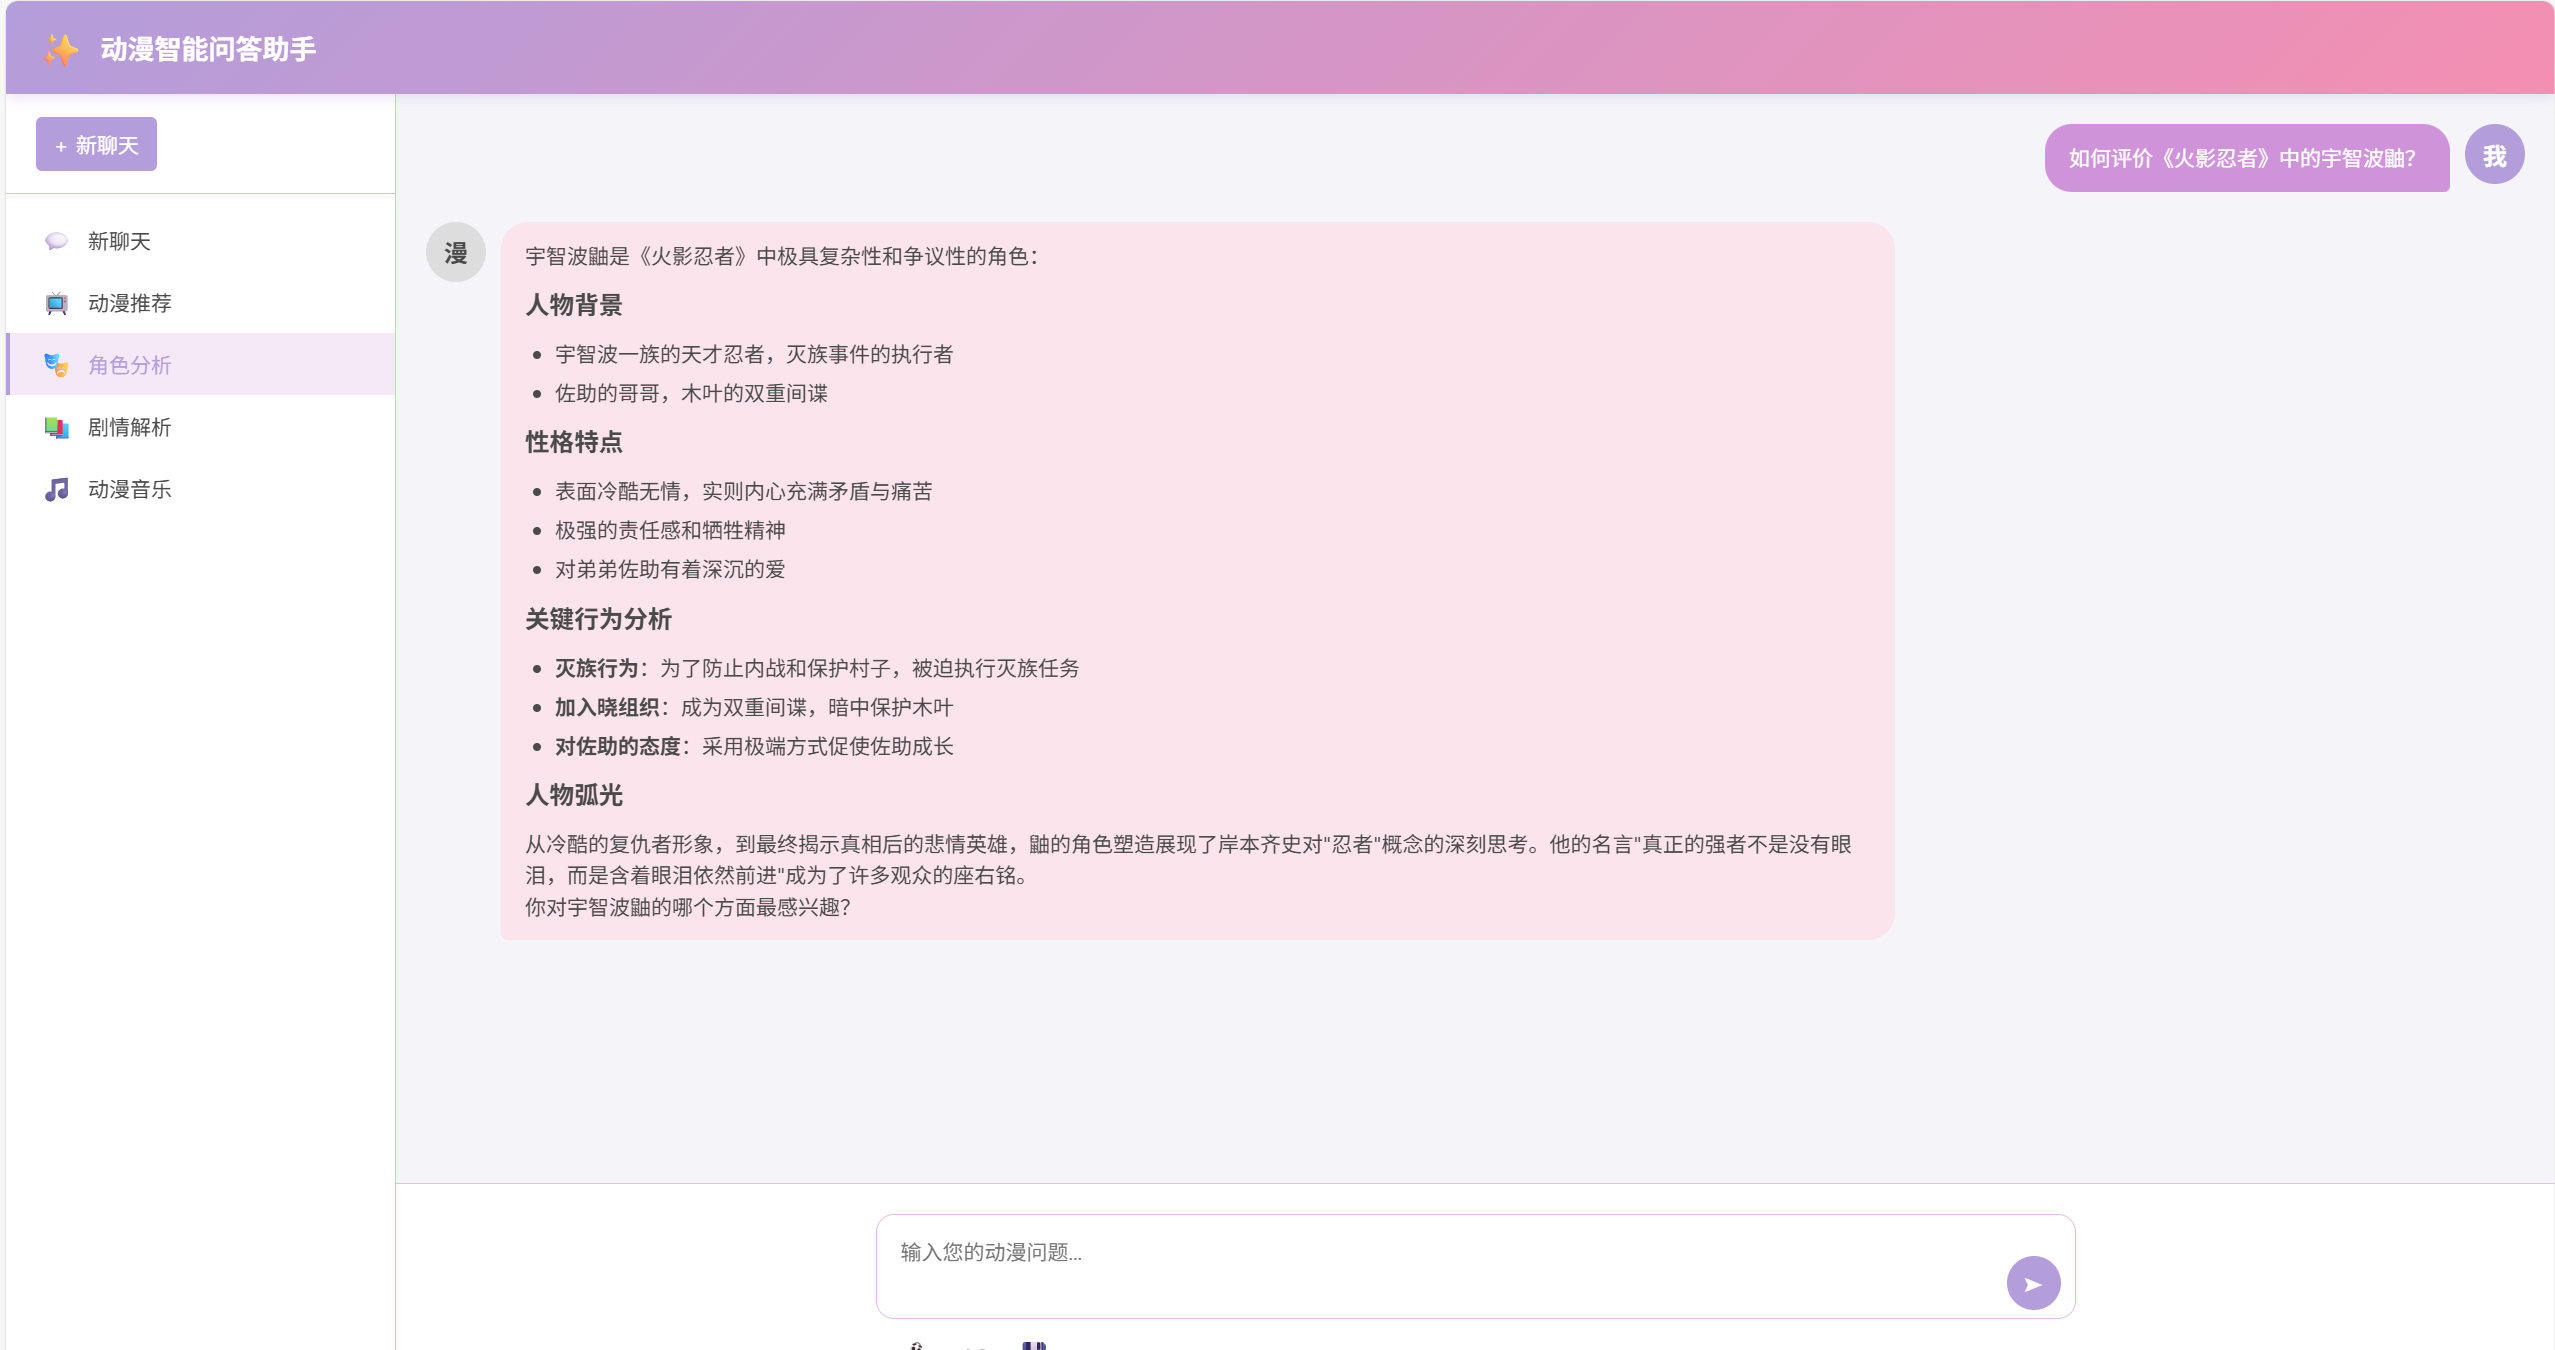 动漫智能问答助手
+ 新聊天
新聊天
动漫推荐
角色分析
剧情解析
动漫音乐
如何评价《火影忍者》中的宇智波鼬？
我
漫
宇智波鼬是《火影忍者》中极具复杂性和争议性的角色：
人物背景
宇智波一族的天才忍者，灭族事件的执行者
佐助的哥哥，木叶的双重间谍
性格特点
表面冷酷无情，实则内心充满矛盾与痛苦
极强的责任感和牺牲精神
对弟弟佐助有着深沉的爱
关键行为分析
灭族行为：为了防止内战和保护村子，被迫执行灭族任务
加入晓组织：成为双重间谍，暗中保护木叶
对佐助的态度：采用极端方式促使佐助成长
人物弧光
从冷酷的复仇者形象，到最终揭示真相后的悲情英雄，鼬的角色塑造展现了岸本齐史对"忍者"概念的深刻思考。他的名言"真正的强者不是没有眼
泪，而是含着眼泪依然前进"成为了许多观众的座右铭。
你对宇智波鼬的哪个方面最感兴趣？
输入您的动漫问题...